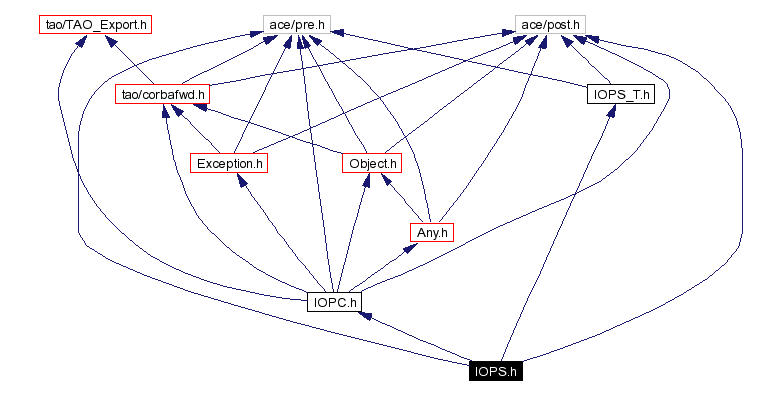 tao/TAO_Export.h
ace/pre.h
ace/post.h
tao/corbafwd.h
IOPS_T.h
Exception.h
Object.h
Any.h
IOPC.h
IOPS.h